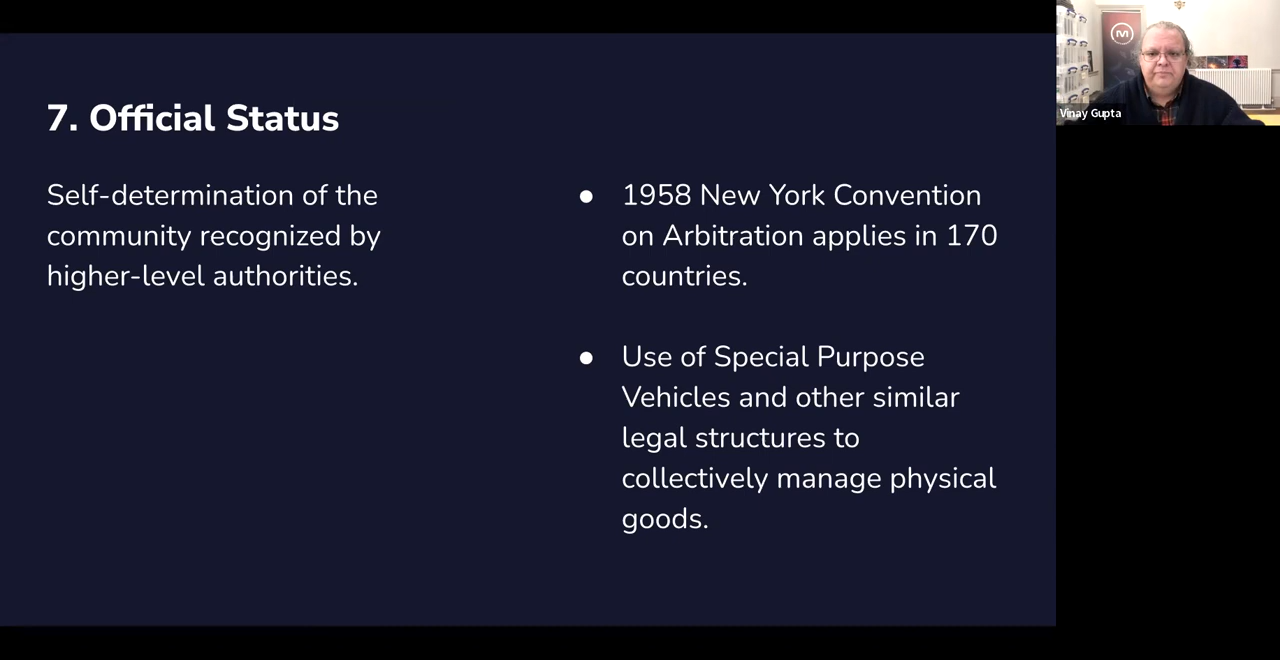 7. Official Status
Self-determination of the
community recognized by
higher-level authorities.
● 1958 New York Convention
on Arbitration applies in 170
countries.
● Use of Special Purpose
Vehicles and other similar
legal structures to
collectively manage physical
goods.
Vinay Gupta